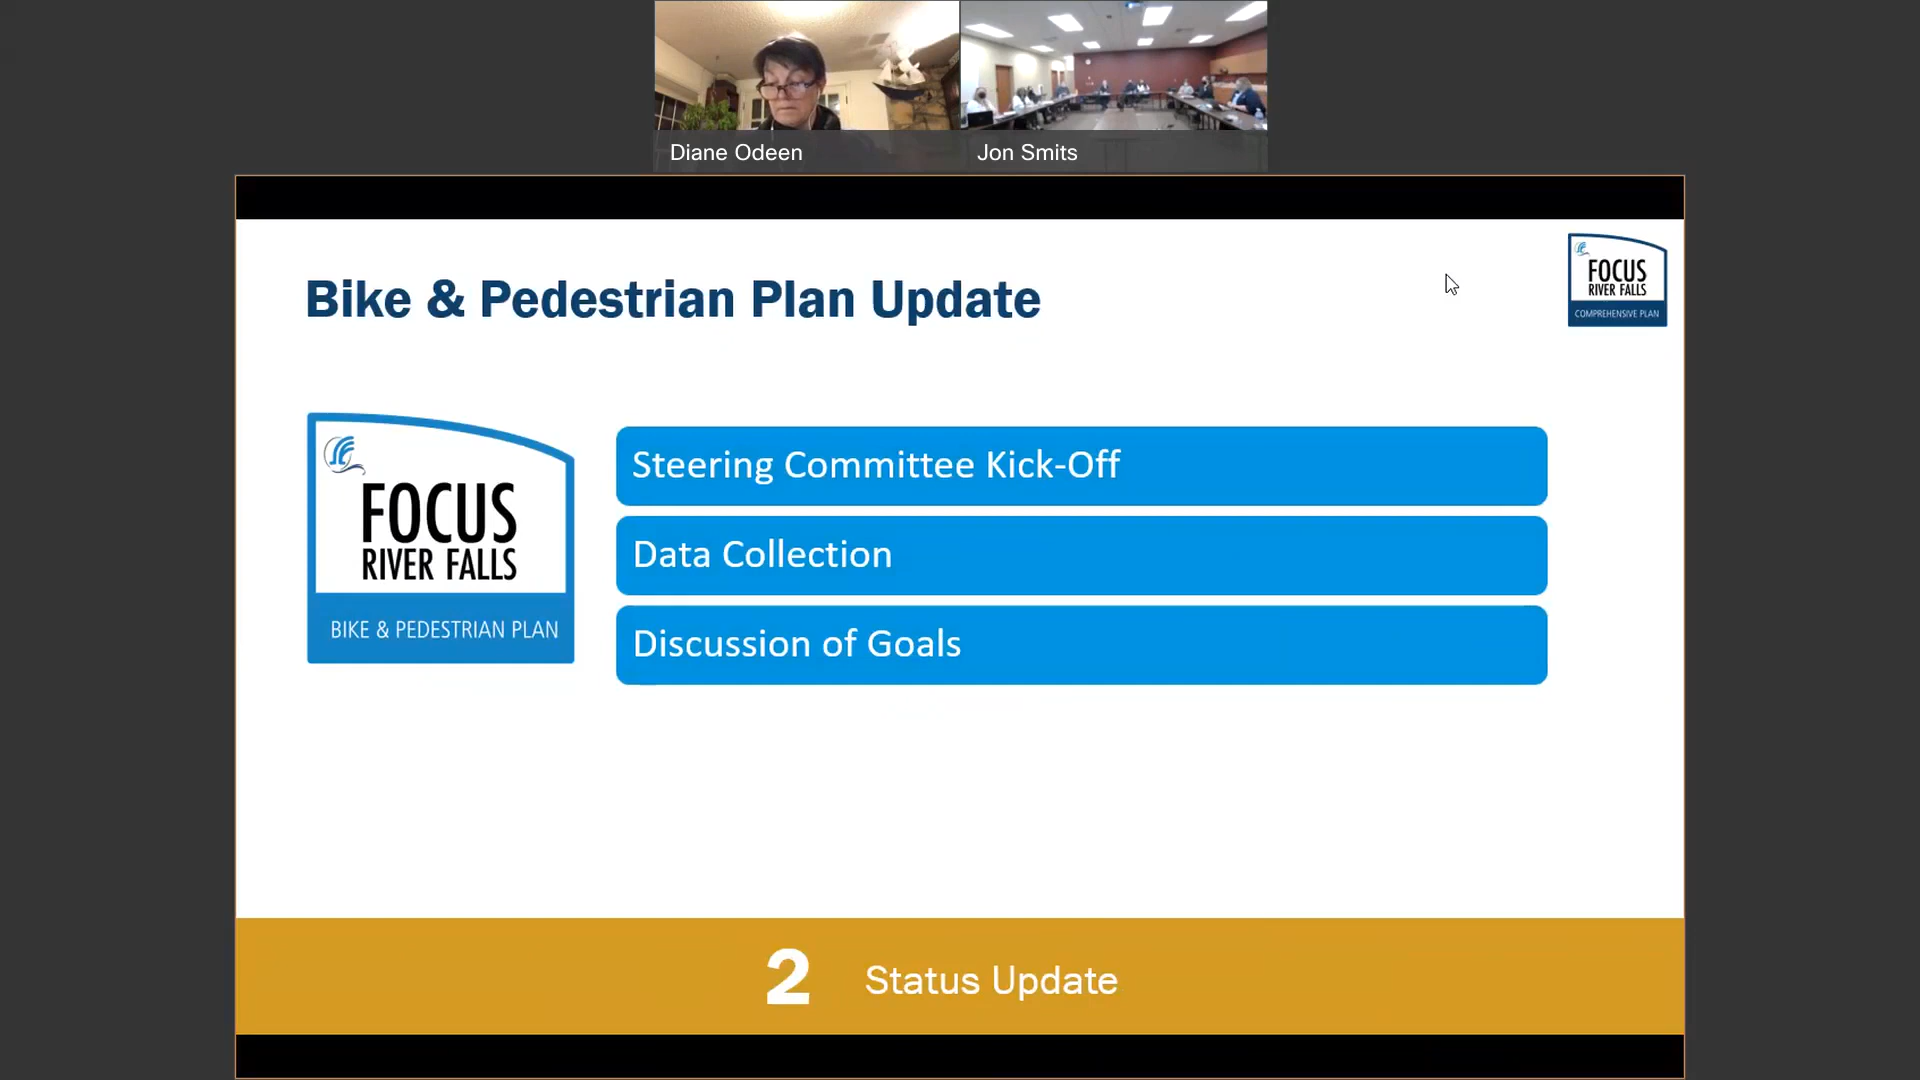 Diane Odeen
Jon Smits
Bike & Pedestrian Plan Update
FOCUS
RIVER FALLS
COMPREHENSIVE PLAN
FOCUS
RIVER FALLS
BIKE & PEDESTRIAN PLAN
Steering Committee Kick-Off
Data Collection
Discussion of Goals
2 Status Update